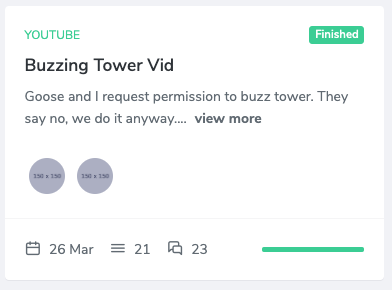 YOUTUBE
Finished
Buzzing Tower Vid
Goose and I request permission to buzz tower. They
say no, we do it anyway.... view more
150 x 150 150 x 150
26 Mar 21 23